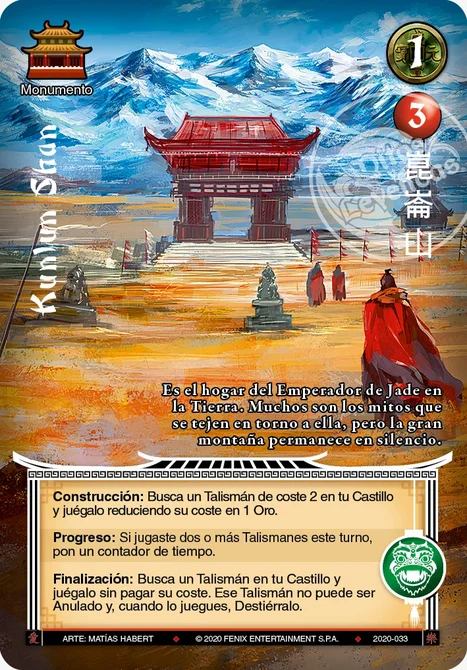 Monumento
1
3
Kunlun Shan
崑崙山
Es el hogar del Emperador de Jade en
la Tierra. Muchos son los mitos que
se tejen en torno a ella, pero la gran
montaña permanece en silencio.
Construcción: Busca un Talismán de coste 2 en tu Castillo
y juégalo reduciendo su coste en 1 Oro.
Progreso: Si jugaste dos o más Talismanes este turno,
pon un contador de tiempo.
Finalización: Busca un Talismán en tu Castillo y
juégalo sin pagar su coste. Ese Talismán no puede ser
Anulado y, cuando lo juegues, Destiérralo.
ARTE: MATÍAS HABERT ◆ © 2020 FENIX ENTERTAINMENT S.P.A. ◆ 2020-033